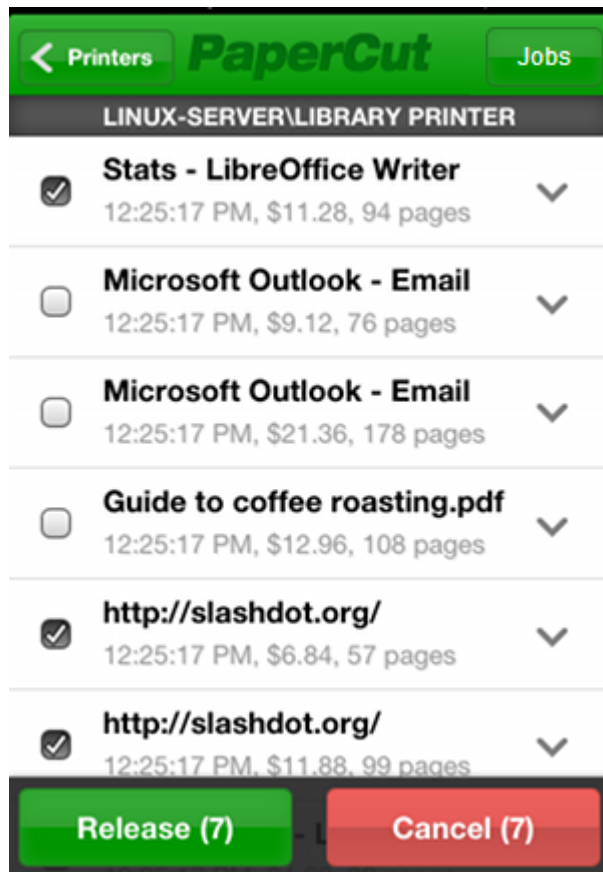 Printers
PaperCut
Jobs
LINUX-SERVER\LIBRARY PRINTER
Stats - LibreOffice Writer
12:25:17 PM, $11.28, 94 pages
Microsoft Outlook - Email
12:25:17 PM, $9.12, 76 pages
Microsoft Outlook - Email
12:25:17 PM, $21.36, 178 pages
Guide to coffee roasting.pdf
12:25:17 PM, $12.96, 108 pages
http://slashdot.org/
12:25:17 PM, $6.84, 57 pages
http://slashdot.org/
12:25:17 PM, $11.88, 99 pages
Release (7)
Cancel (7)